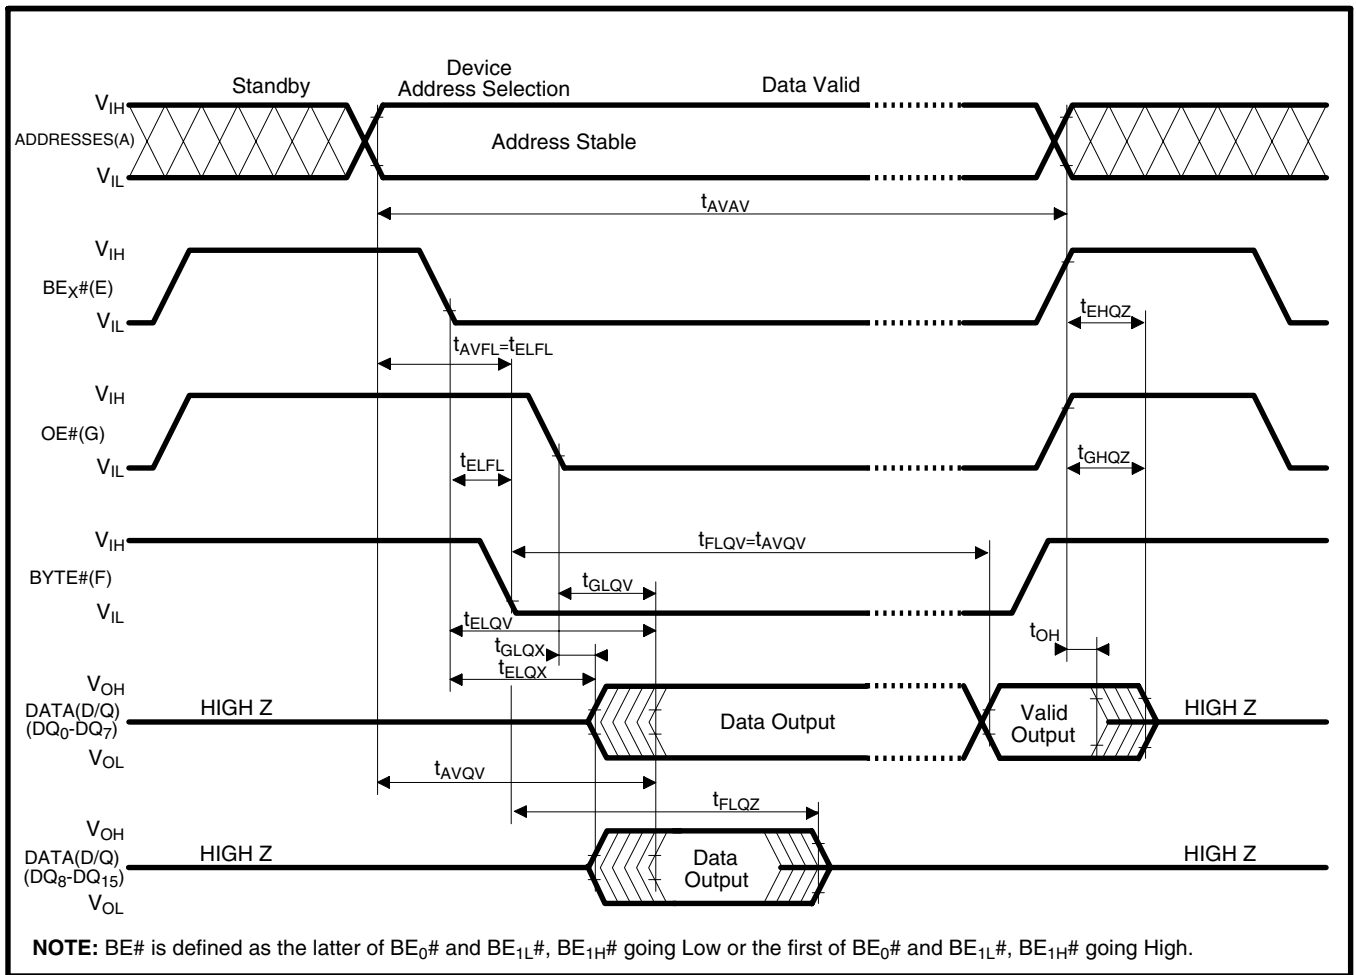 Standby
Device
Address Selection
Data Valid
VIH
ADDRESSES(A)
Address Stable
VIL
tAVAV
VIH
BEX#(E)
VIL
tEHQZ
tAVFL=tELFL
VIH
OE#(G)
VIL
tELFL
tGHQZ
VIH
tFLQV=tAVQV
BYTE#(F)
tGLQV
VIL
tELQV
tOH
tGLQX
tELQX
VOH
DATA(D/Q)
(DQ0-DQ7)
HIGH Z
Data Output
Valid
Output
HIGH Z
VOL
tAVQV
tFLQZ
VOH
DATA(D/Q)
(DQ8-DQ15)
HIGH Z
Data
Output
HIGH Z
VOL
NOTE: BE# is defined as the latter of BE0# and BE1L#, BE1H# going Low or the first of BE0# and BE1L#, BE1H# going High.